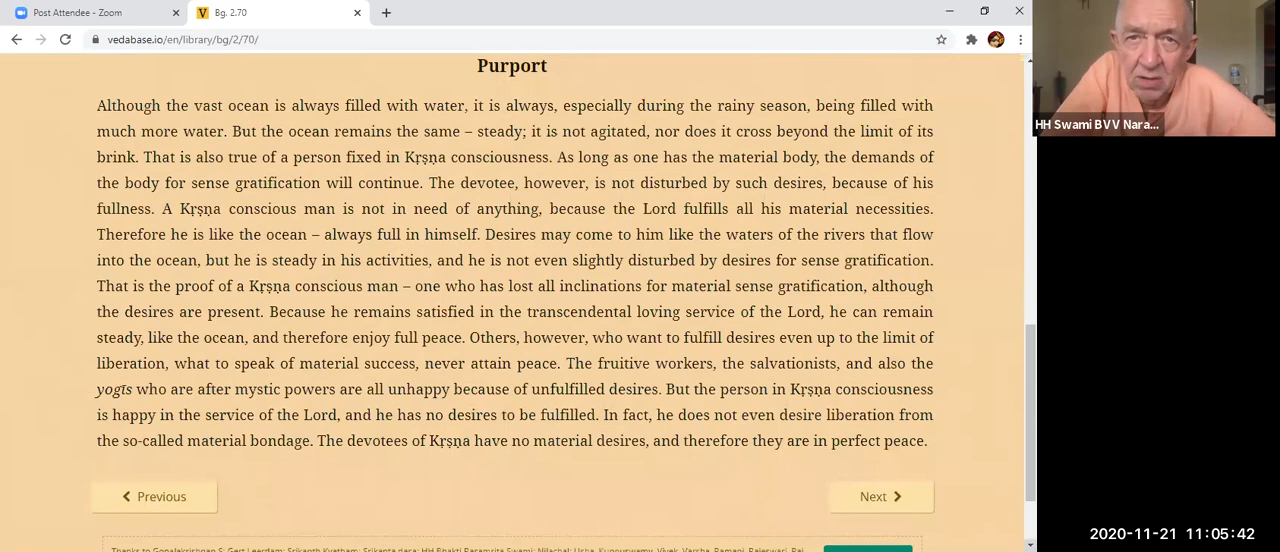 Post Attendee - Zoom
Bg. 2.70
vedabase.io/en/library/bg/2/70/
HH Swami BVV Nara...
Purport
Although the vast ocean is always filled with water, it is always, especially during the rainy season, being filled with
much more water. But the ocean remains the same – steady; it is not agitated, nor does it cross beyond the limit of its
brink. That is also true of a person fixed in Kṛṣṇa consciousness. As long as one has the material body, the demands of
the body for sense gratification will continue. The devotee, however, is not disturbed by such desires, because of his
fullness. A Kṛṣṇa conscious man is not in need of anything, because the Lord fulfills all his material necessities.
Therefore he is like the ocean – always full in himself. Desires may come to him like the waters of the rivers that flow
into the ocean, but he is steady in his activities, and he is not even slightly disturbed by desires for sense gratification.
That is the proof of a Kṛṣṇa conscious man – one who has lost all inclinations for material sense gratification, although
the desires are present. Because he remains satisfied in the transcendental loving service of the Lord, he can remain
steady, like the ocean, and therefore enjoy full peace. Others, however, who want to fulfill desires even up to the limit of
liberation, what to speak of material success, never attain peace. The fruitive workers, the salvationists, and also the
yogīs who are after mystic powers are all unhappy because of unfulfilled desires. But the person in Kṛṣṇa consciousness
is happy in the service of the Lord, and he has no desires to be fulfilled. In fact, he does not even desire liberation from
the so-called material bondage. The devotees of Kṛṣṇa have no material desires, and therefore they are in perfect peace.
Previous
Next
2020-11-21 11:05:42